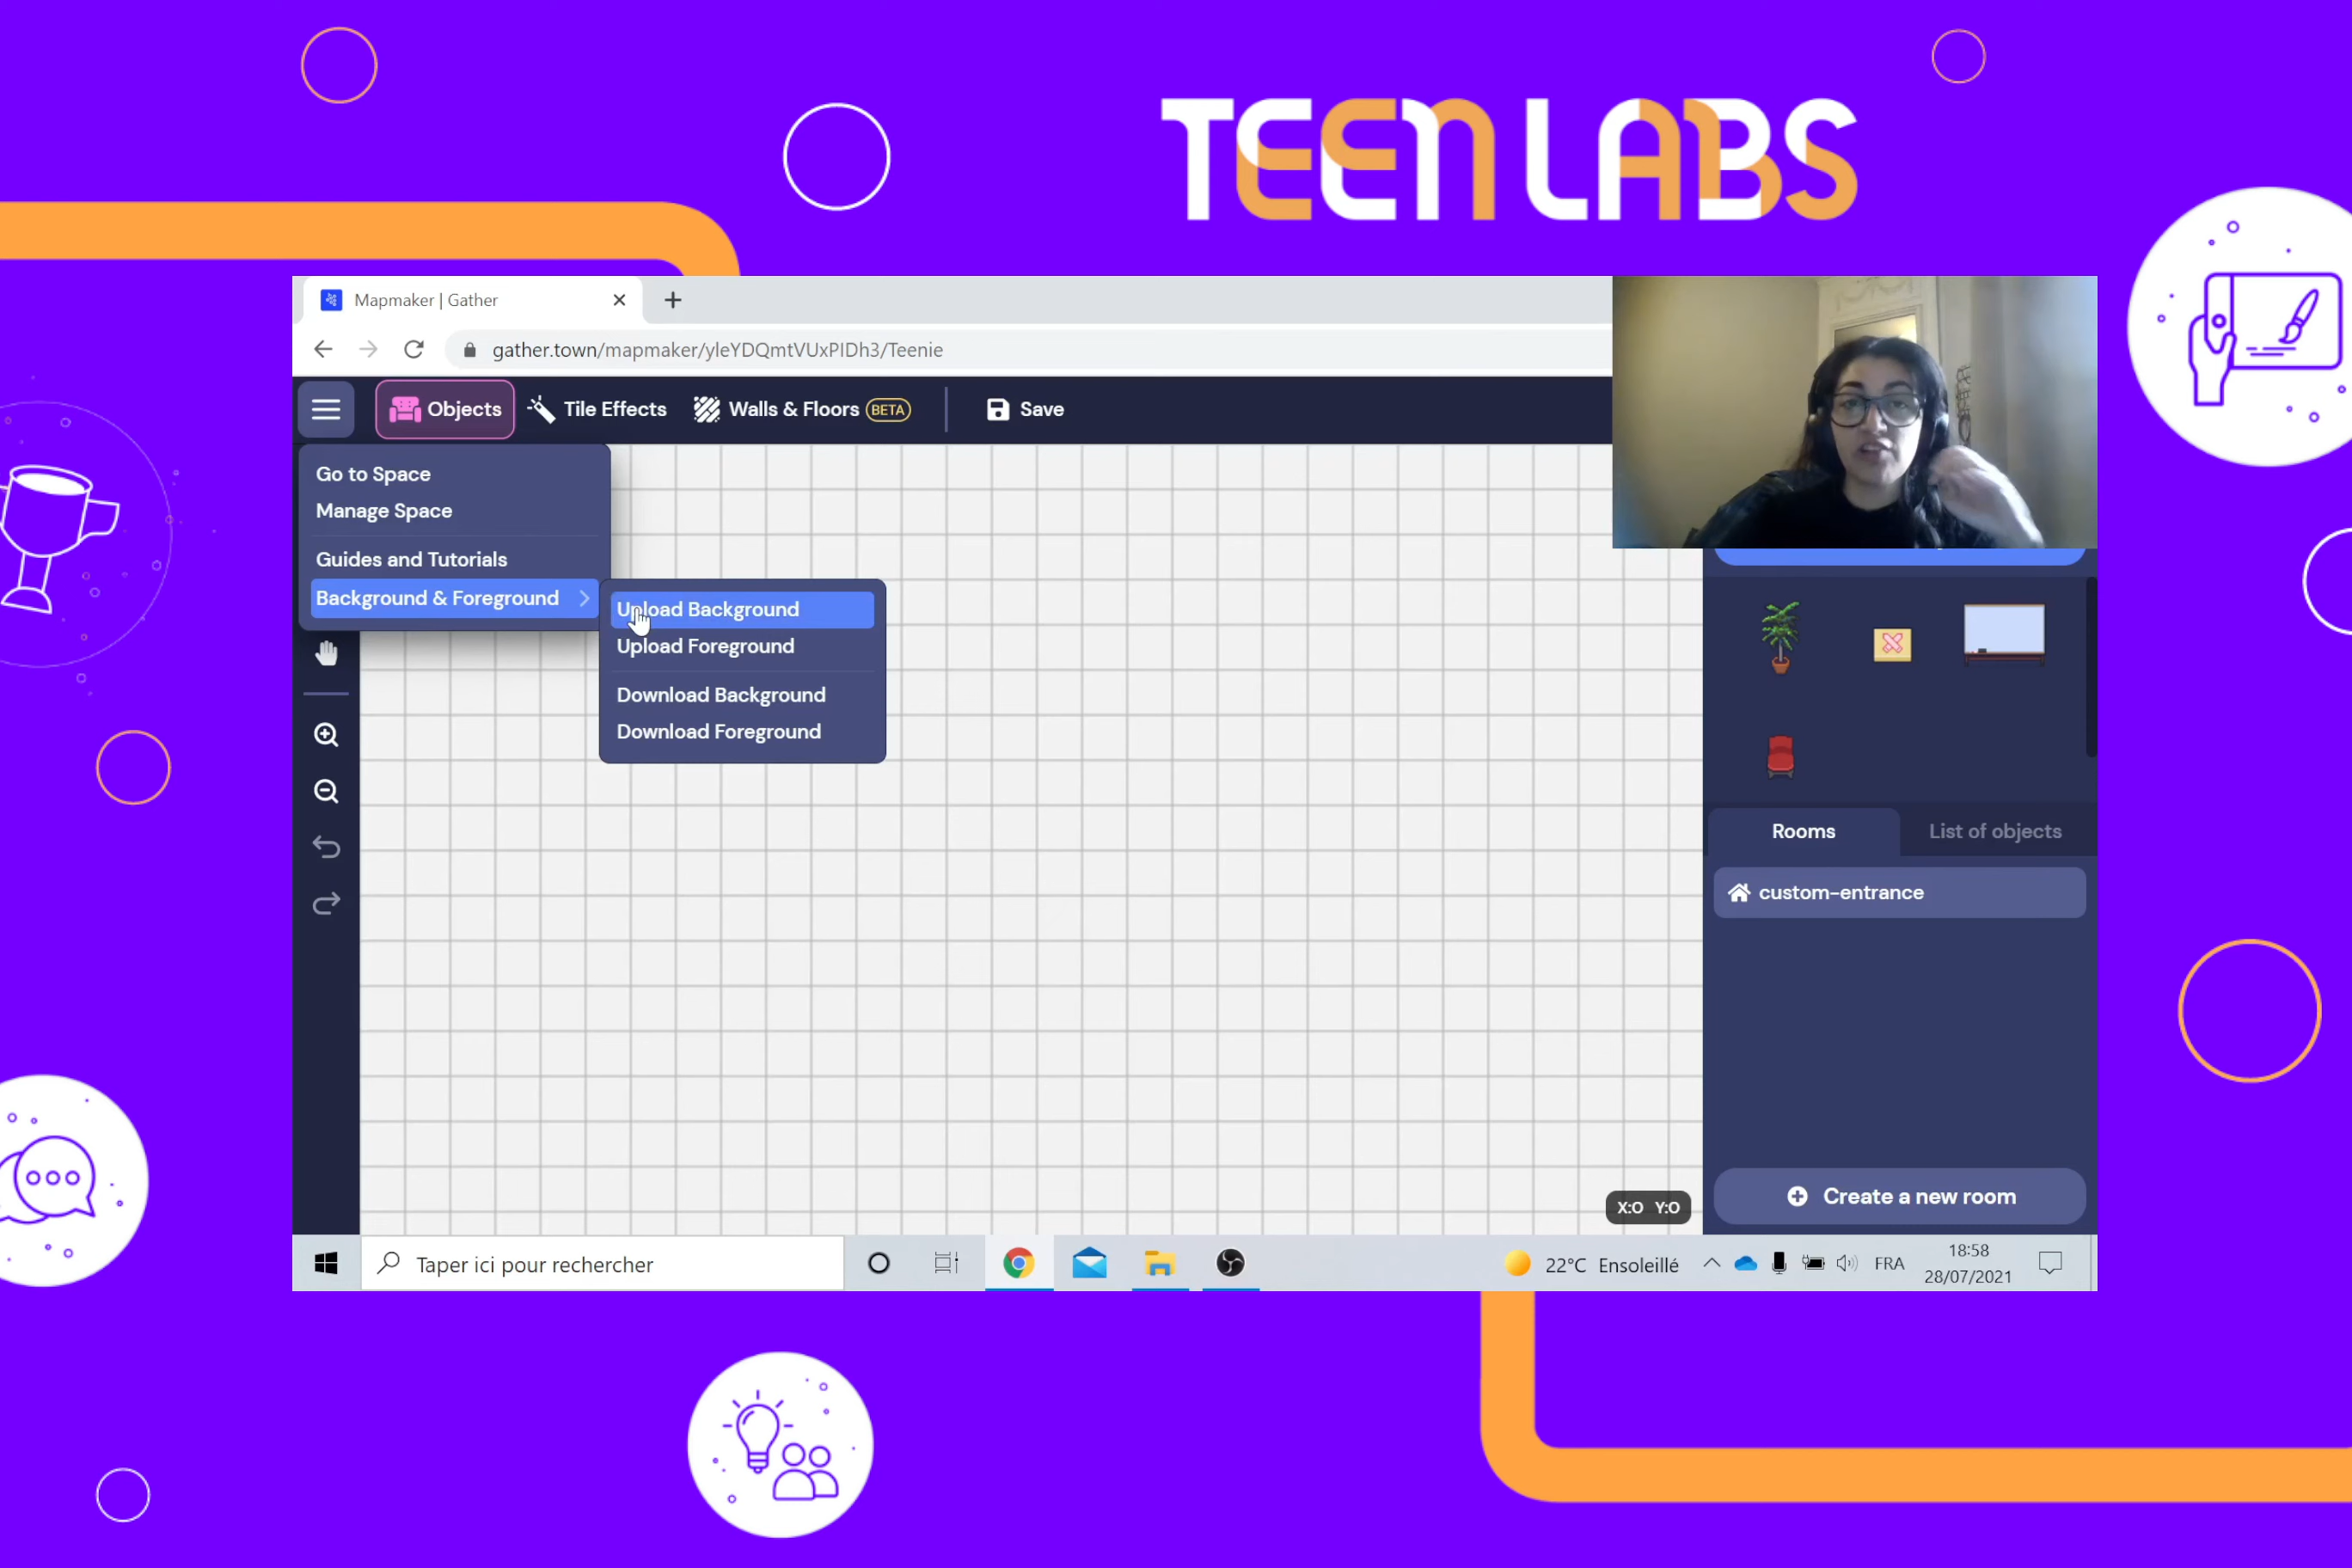 TEEN LABS
Mapmaker | Gather
gather.town/mapmaker/yleYDQmtVUxPIDh3/Teenie
Objects
Tile Effects
Walls & Floors BETA
Save
Go to Space
Manage Space
Guides and Tutorials
Background & Foreground
Upload Background
Upload Foreground
Download Background
Download Foreground
Rooms
List of objects
custom-entrance
Create a new room
X:0 Y:0
Taper ici pour rechercher
22°C Ensoleillé
FRA
18:58
28/07/2021